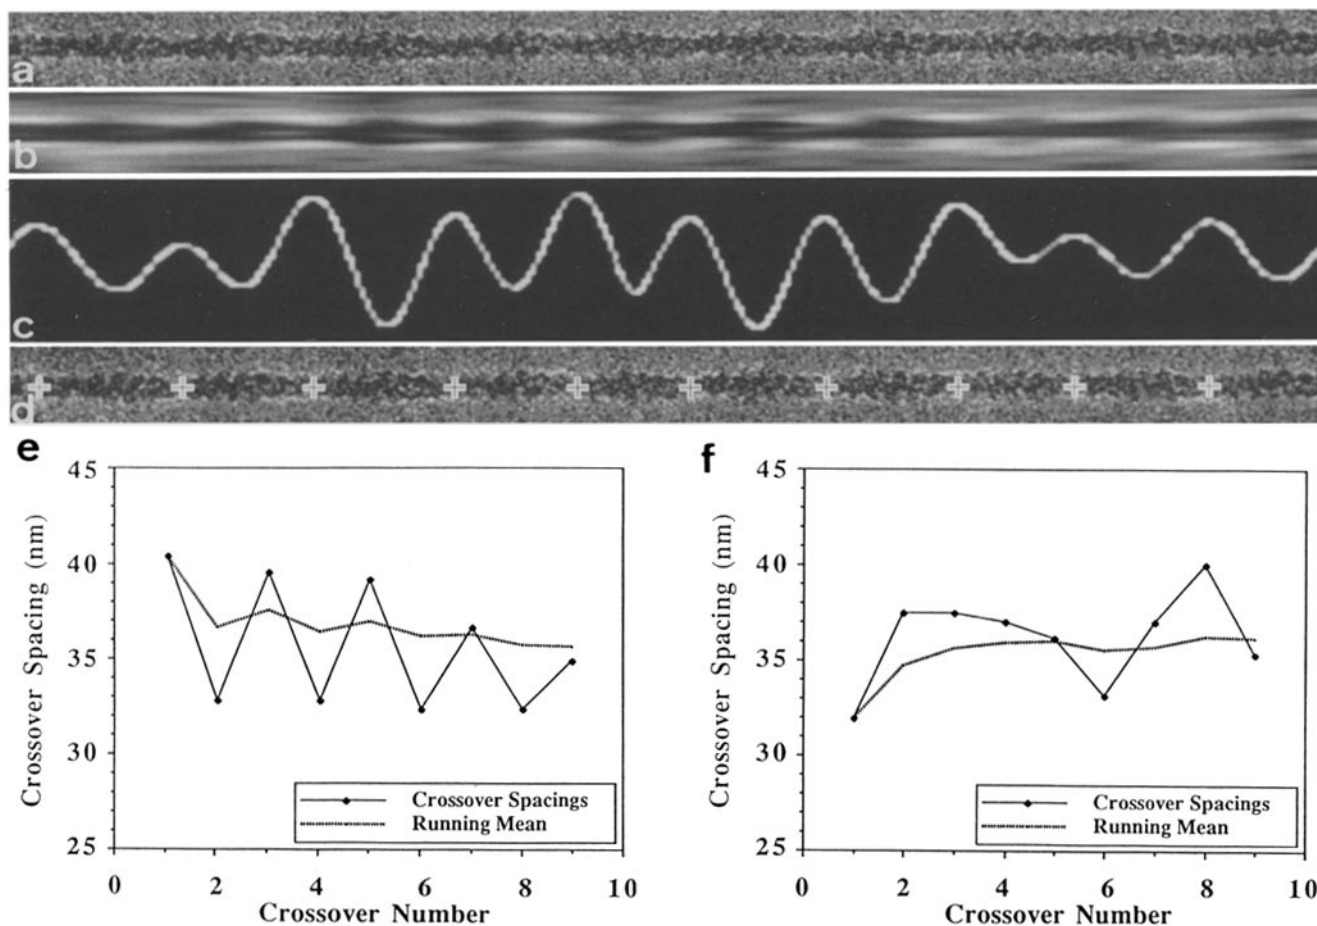 a
b
c
d
e
45
40
35
30
25
Crossover Spacing (nm)
Crossover Spacings
Running Mean
0 2 4 6 8 10
Crossover Number
f
45
40
35
30
25
Crossover Spacing (nm)
Crossover Spacings
Running Mean
0 2 4 6 8 10
Crossover Number